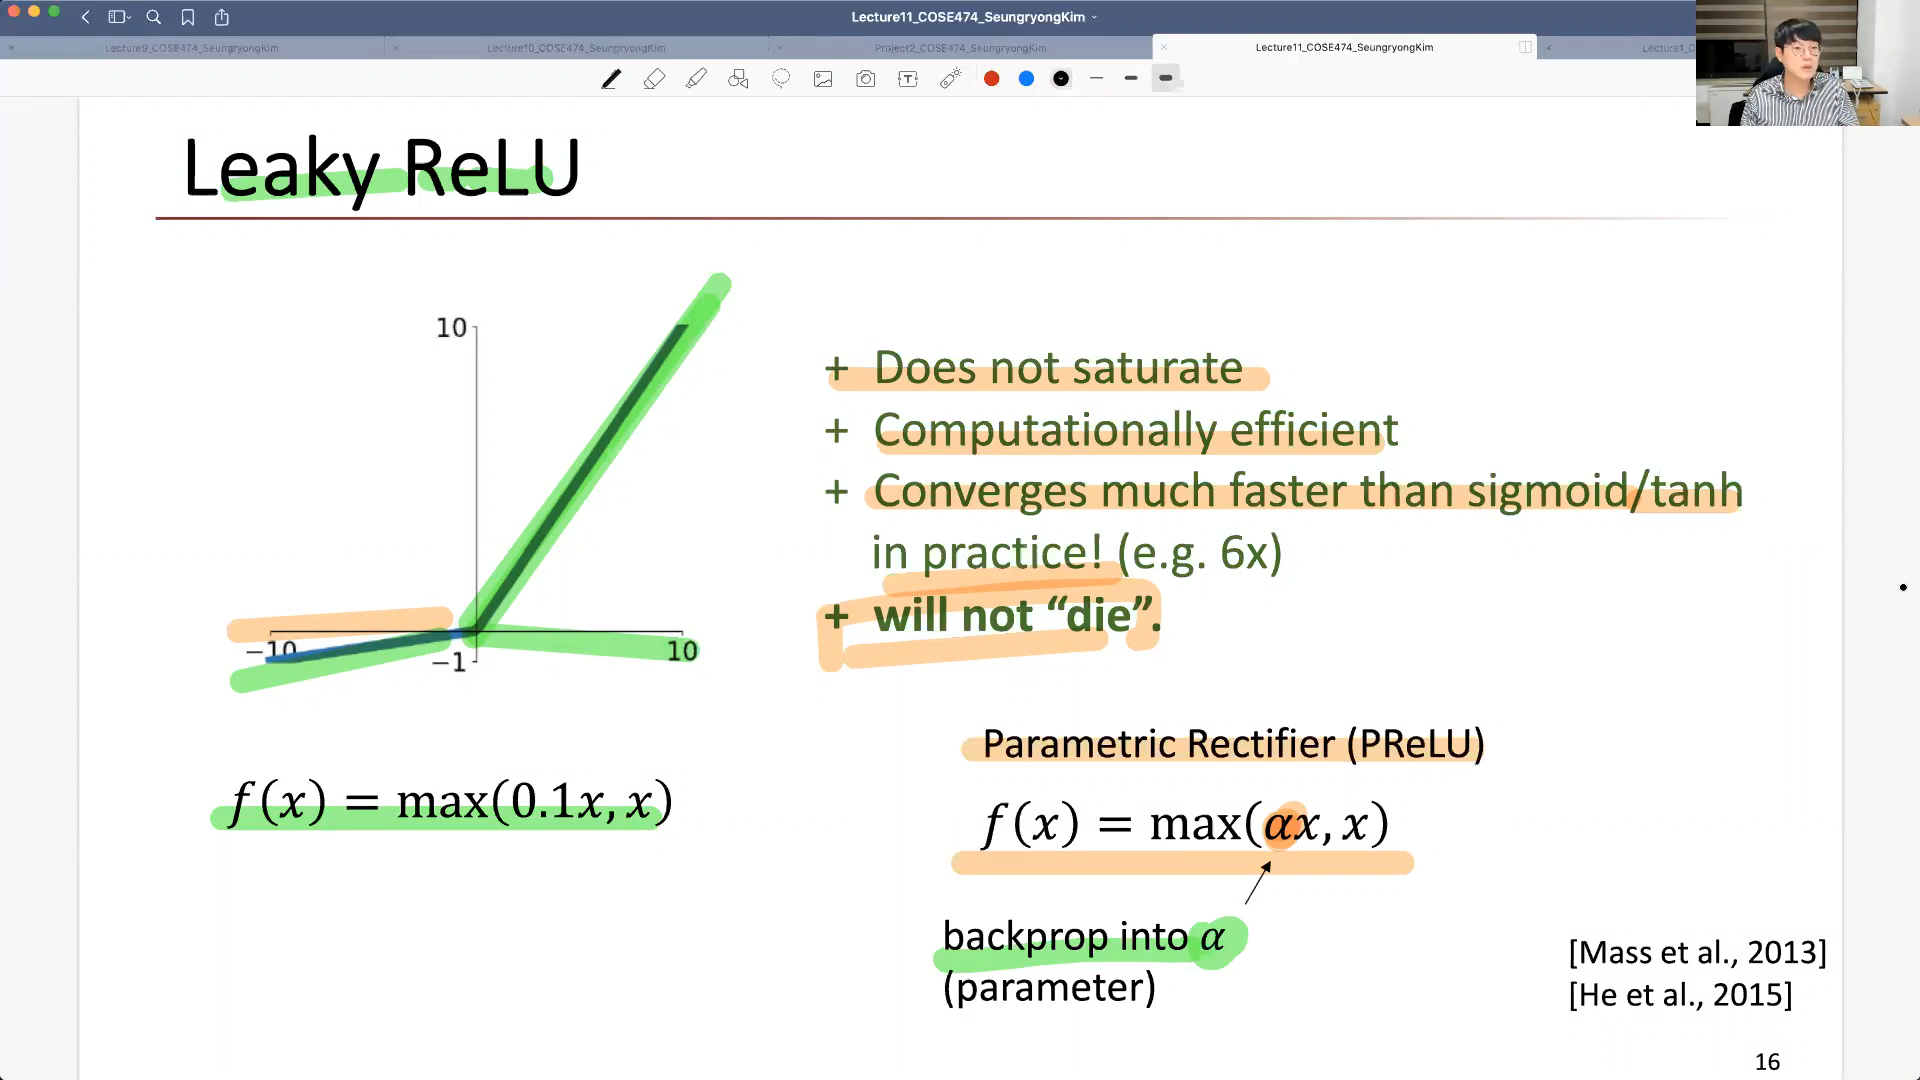 Lecture11_COSE474_SeungryongKim
Lecture9_COSE474_SeungryongKim
Lecture10_COSE474_SeungryongKim
Project2_COSE474_SeungryongKim
Lecture11_COSE474_SeungryongKim
Leaky ReLU
10
−10
−1
10
+ Does not saturate
+ Computationally efficient
+ Converges much faster than sigmoid/tanh
in practice! (e.g. 6x)
+ will not “die”.
f(x) = max(0.1x, x)
Parametric Rectifier (PReLU)
f(x) = max(αx, x)
backprop into α
(parameter)
[Mass et al., 2013]
[He et al., 2015]
16